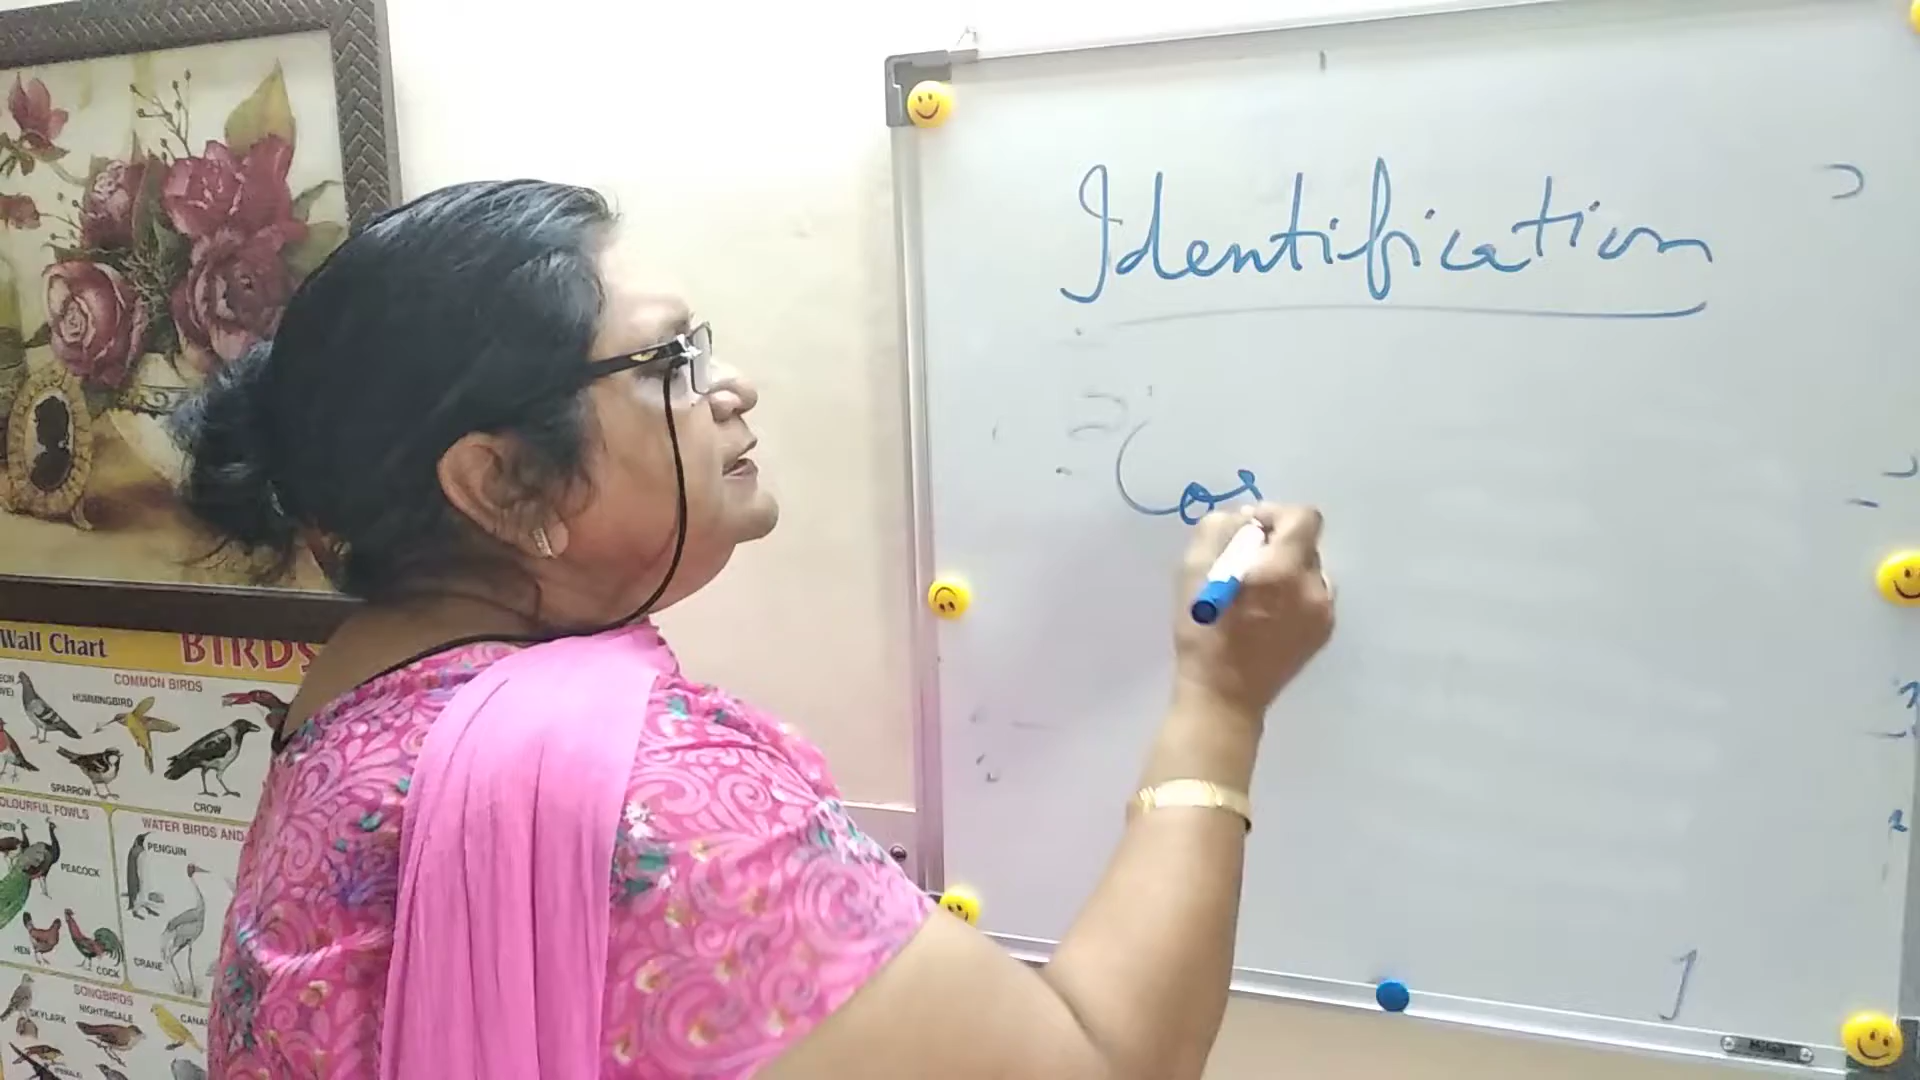 Identification
Cor
Wall Chart
BIRDS
COMMON BIRDS
HUMMINGBIRD
SPARROW
CROW
COLOURFUL FOWLS
WATER BIRDS AND
PENGUIN
PEACOCK
HEN
COCK
CRANE
SONGBIRDS
SKYLARK
NIGHTINGALE